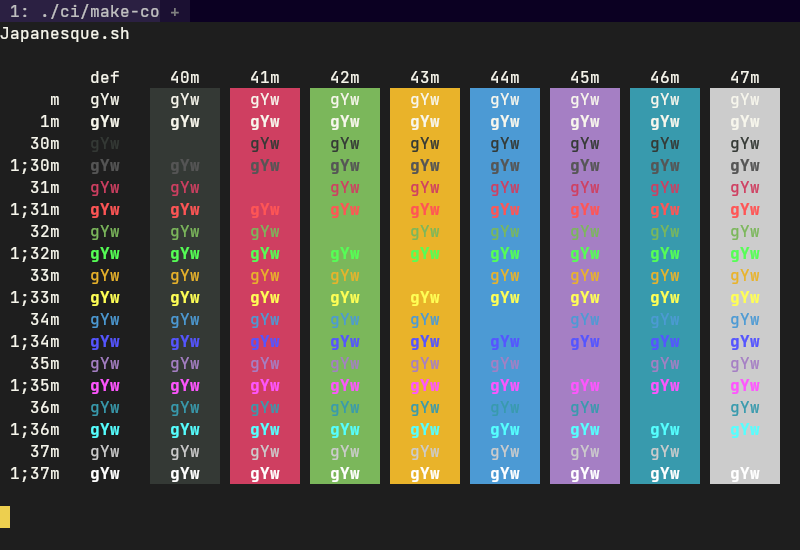 1: ./ci/make-co +
Japanesque.sh
def 40m 41m 42m 43m 44m 45m 46m 47m
m gYw gYw gYw gYw gYw gYw gYw gYw gYw
1m gYw gYw gYw gYw gYw gYw gYw gYw gYw
30m gYw gYw gYw gYw gYw gYw gYw gYw
1;30m gYw gYw gYw gYw gYw gYw gYw gYw gYw
31m gYw gYw gYw gYw gYw gYw gYw gYw
1;31m gYw gYw gYw gYw gYw gYw gYw gYw gYw
32m gYw gYw gYw gYw gYw gYw gYw gYw
1;32m gYw gYw gYw gYw gYw gYw gYw gYw gYw
33m gYw gYw gYw gYw gYw gYw gYw gYw
1;33m gYw gYw gYw gYw gYw gYw gYw gYw gYw
34m gYw gYw gYw gYw gYw gYw gYw gYw
1;34m gYw gYw gYw gYw gYw gYw gYw gYw gYw
35m gYw gYw gYw gYw gYw gYw gYw gYw
1;35m gYw gYw gYw gYw gYw gYw gYw gYw gYw
36m gYw gYw gYw gYw gYw gYw gYw gYw
1;36m gYw gYw gYw gYw gYw gYw gYw gYw gYw
37m gYw gYw gYw gYw gYw gYw gYw gYw
1;37m gYw gYw gYw gYw gYw gYw gYw gYw gYw